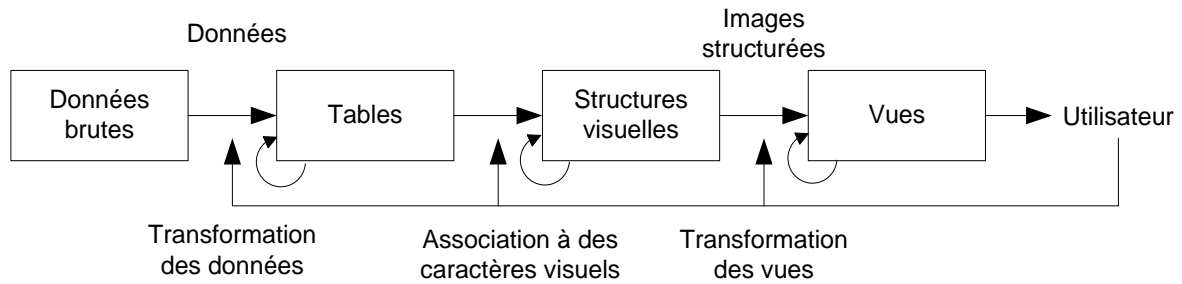 Données
Images
structurées
Données
brutes
Tables
Structures
visuelles
Vues
Utilisateur
Transformation
des données
Association à des
caractères visuels
Transformation
des vues